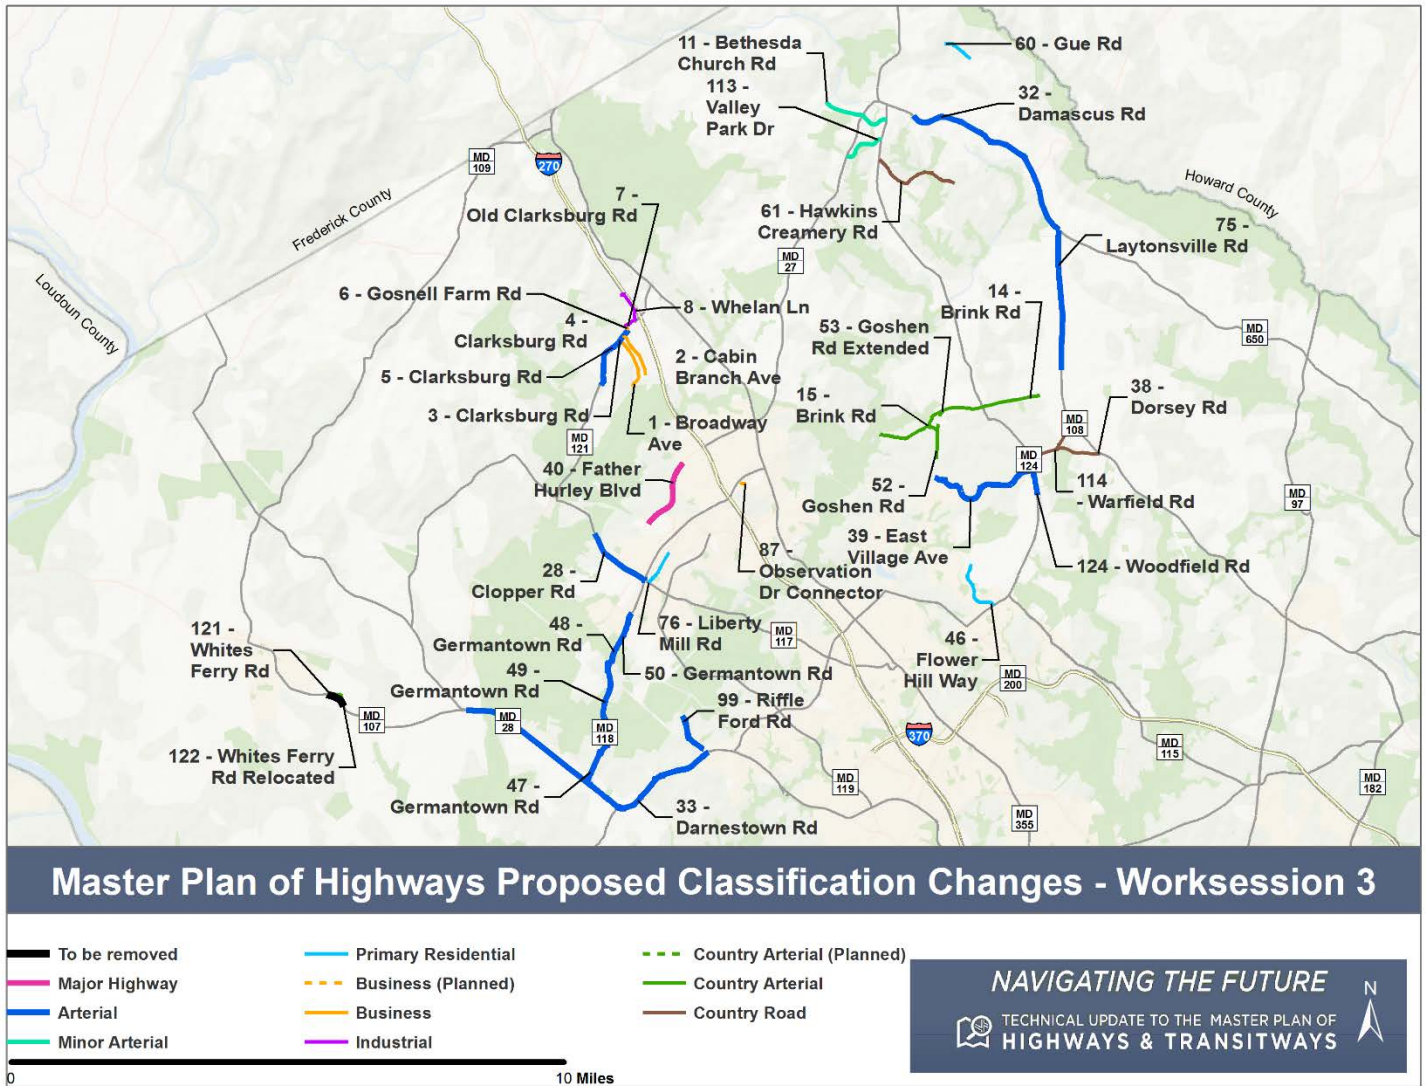 11 - Bethesda
Church Rd
60 - Gue Rd
113 -
Valley
Park Dr
32 -
Damascus Rd
MD
109
270
Howard County
7 -
Old Clarksburg Rd
Frederick County
61 - Hawkins
Creamery Rd
75 -
Laytonsville Rd
MD
27
Loudoun County
6 - Gosnell Farm Rd
8 - Whelan Ln
14 -
Brink Rd
4 -
Clarksburg Rd
53 - Goshen
Rd Extended
MD
650
5 - Clarksburg Rd
2 - Cabin
Branch Ave
15 -
Brink Rd
38 -
Dorsey Rd
3 - Clarksburg Rd
1 - Broadway
Ave
MD
108
MD
121
40 - Father
Hurley Blvd
MD
124
52 -
Goshen Rd
114
- Warfield Rd
MD
97
39 - East
Village Ave
87 -
Observation
Dr Connector
124 - Woodfield Rd
28 -
Clopper Rd
121 -
Whites
Ferry Rd
48 -
Germantown Rd
76 - Liberty
Mill Rd
MD
117
46 -
Flower
Hill Way
49 -
Germantown Rd
50 - Germantown Rd
MD
200
99 - Riffle
Ford Rd
MD
107
MD
28
MD
118
370
MD
115
122 - Whites Ferry
Rd Relocated
47 -
Germantown Rd
MD
119
MD
182
33 -
Darnestown Rd
MD
355
Master Plan of Highways Proposed Classification Changes - Worksession 3
To be removed
Major Highway
Arterial
Minor Arterial
Primary Residential
Business (Planned)
Business
Industrial
Country Arterial (Planned)
Country Arterial
Country Road
0
10 Miles
NAVIGATING THE FUTURE
TECHNICAL UPDATE TO THE MASTER PLAN OF
HIGHWAYS & TRANSITWAYS
N